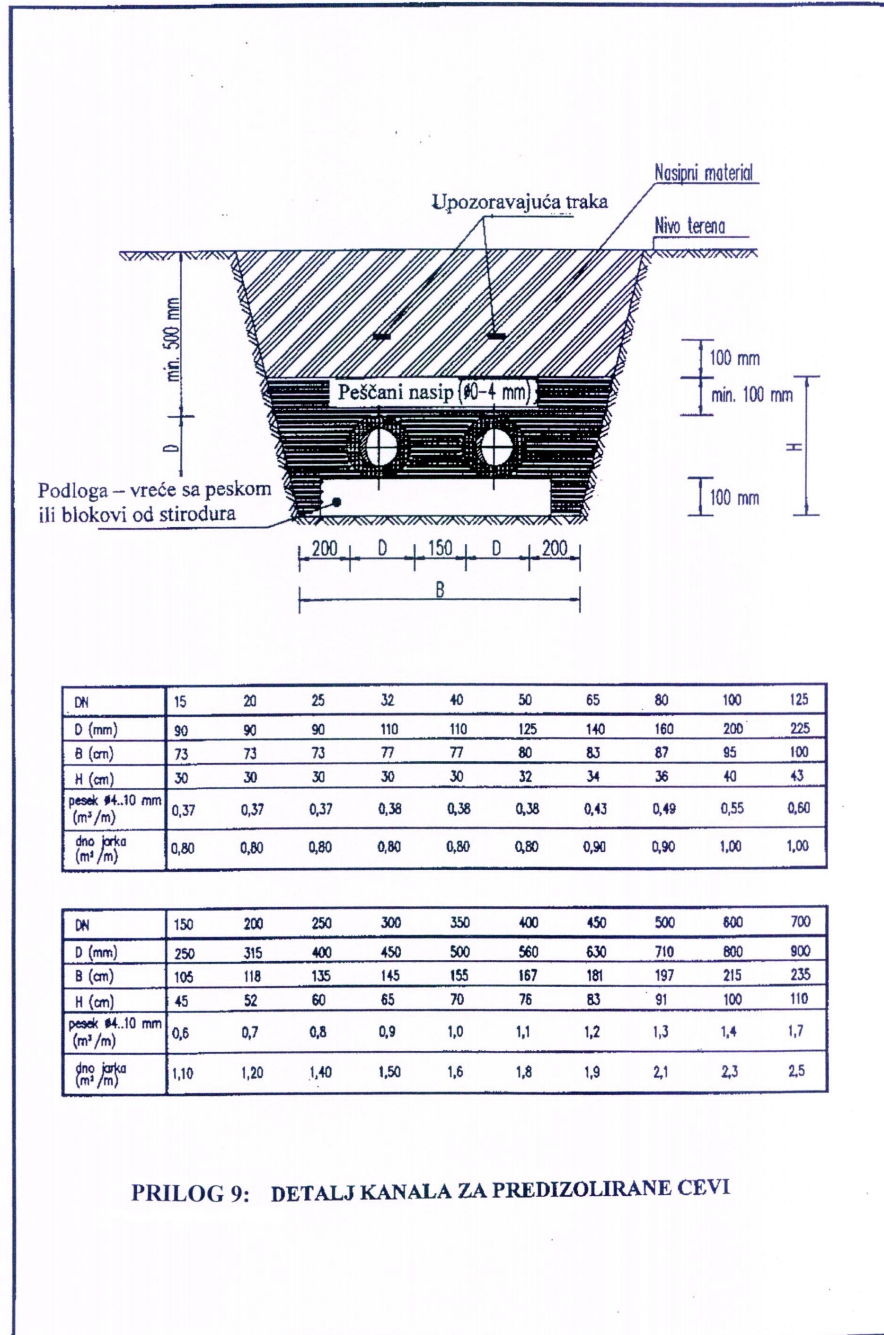 Nasipni material
Upozoravajuća traka
Nivo terena
min. 500 mm
100 mm
Peščani nasip (Ø0-4 mm)
min. 100 mm
D
H
Podloga – vreće sa peskom
ili blokovi od stirodura
100 mm
200 D 150 D 200
B
DN 15 20 25 32 40 50 65 80 100 125
D (mm) 90 90 90 110 110 125 140 160 200 225
B (cm) 73 73 73 77 77 80 83 87 95 100
H (cm) 30 30 30 30 30 32 34 36 40 43
pesek Ø4..10 mm
(m³/m) 0,37 0,37 0,37 0,38 0,38 0,38 0,43 0,49 0,55 0,60
dno jarka
(m³/m) 0,80 0,80 0,80 0,80 0,80 0,80 0,90 0,90 1,00 1,00
DN 150 200 250 300 350 400 450 500 600 700
D (mm) 250 315 400 450 500 560 630 710 800 900
B (cm) 105 118 135 145 155 167 181 197 215 235
H (cm) 45 52 60 65 70 76 83 91 100 110
pesek Ø4..10 mm
(m³/m) 0,6 0,7 0,8 0,9 1,0 1,1 1,2 1,3 1,4 1,7
dno jarka
(m³/m) 1,10 1,20 1,40 1,50 1,6 1,8 1,9 2,1 2,3 2,5
PRILOG 9: DETALJ KANALA ZA PREDIZOLIRANE CEVI